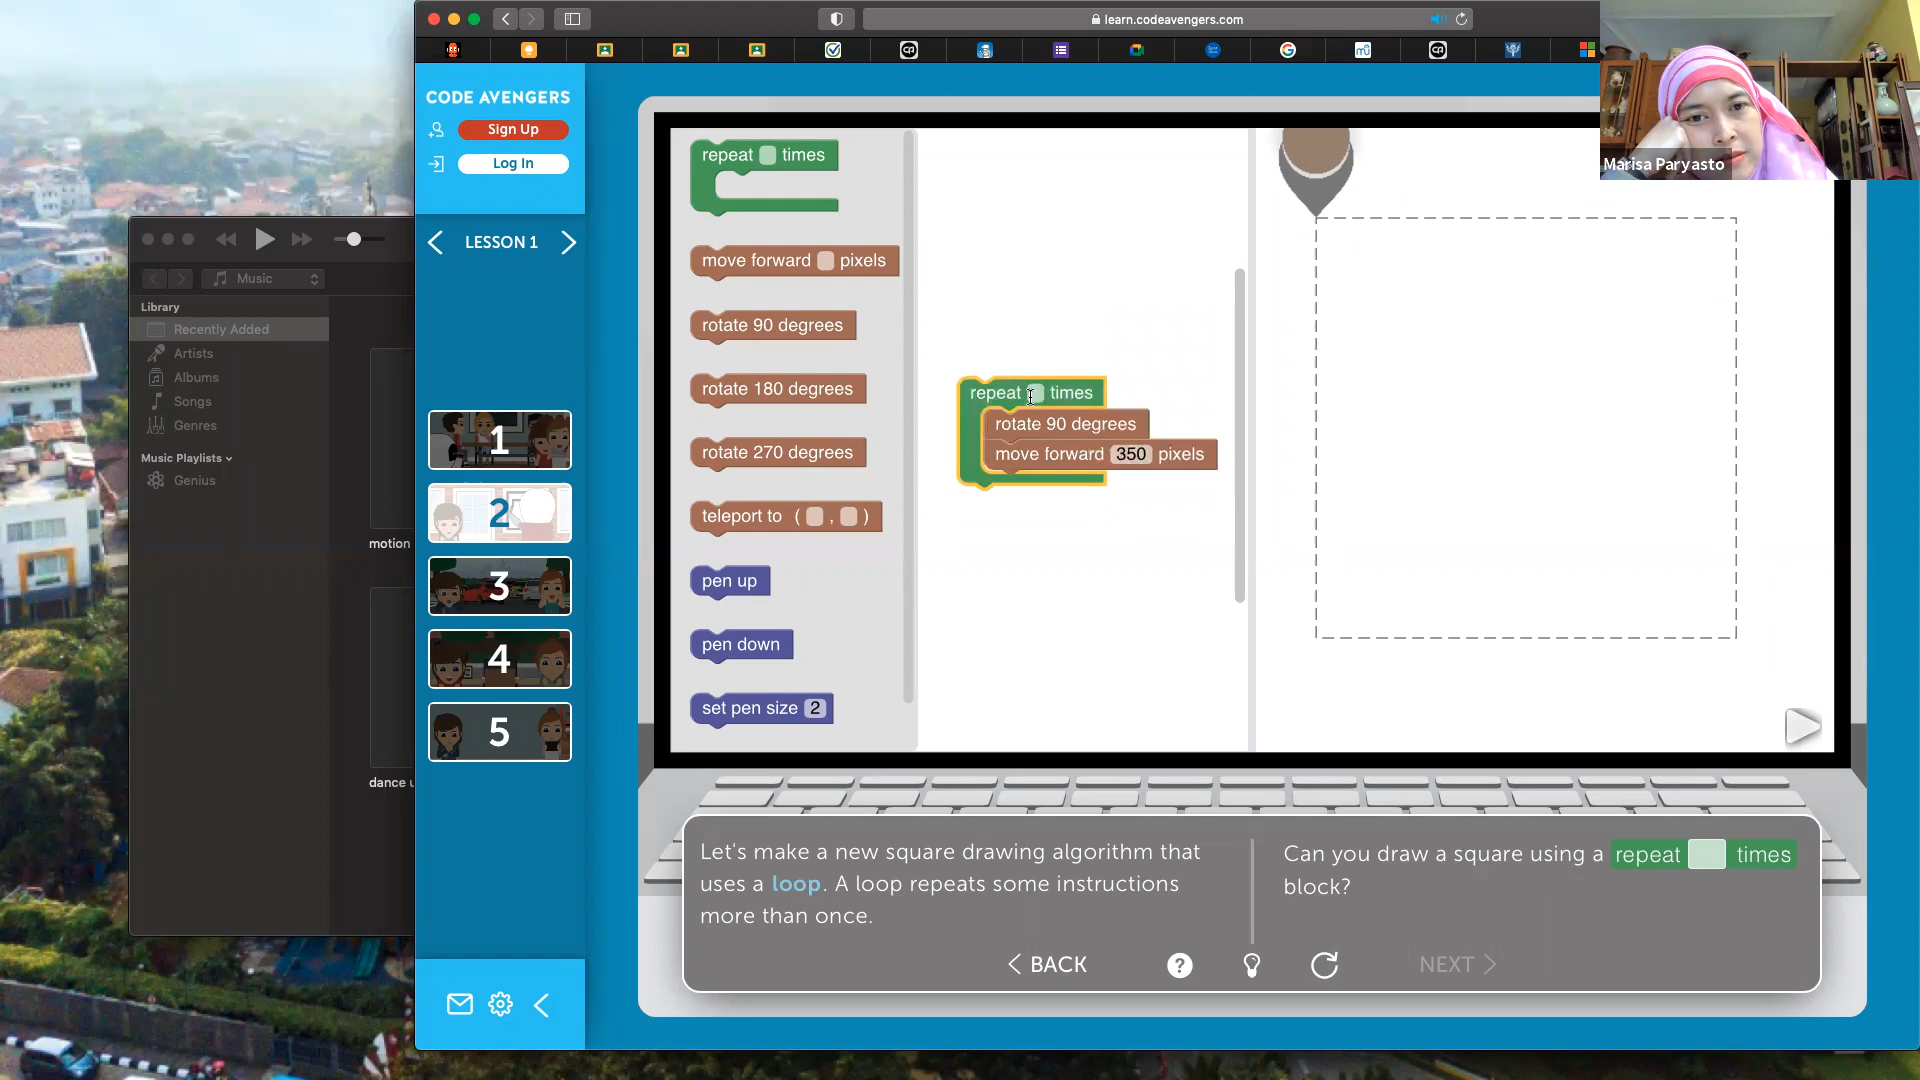 learn.codeavengers.com
CODE AVENGERS
Sign Up
Log In
LESSON 1
1
2
3
4
5
Music
Library
Recently Added
Artists
Albums
Songs
Genres
Music Playlists
Genius
motion
dance u
repeat times
move forward pixels
rotate 90 degrees
rotate 180 degrees
rotate 270 degrees
teleport to ( , )
pen up
pen down
set pen size 2
repeat times
rotate 90 degrees
move forward 350 pixels
Marisa Paryasto
Let's make a new square drawing algorithm that
uses a loop. A loop repeats some instructions
more than once.
Can you draw a square using a repeat times
block?
BACK
?
NEXT